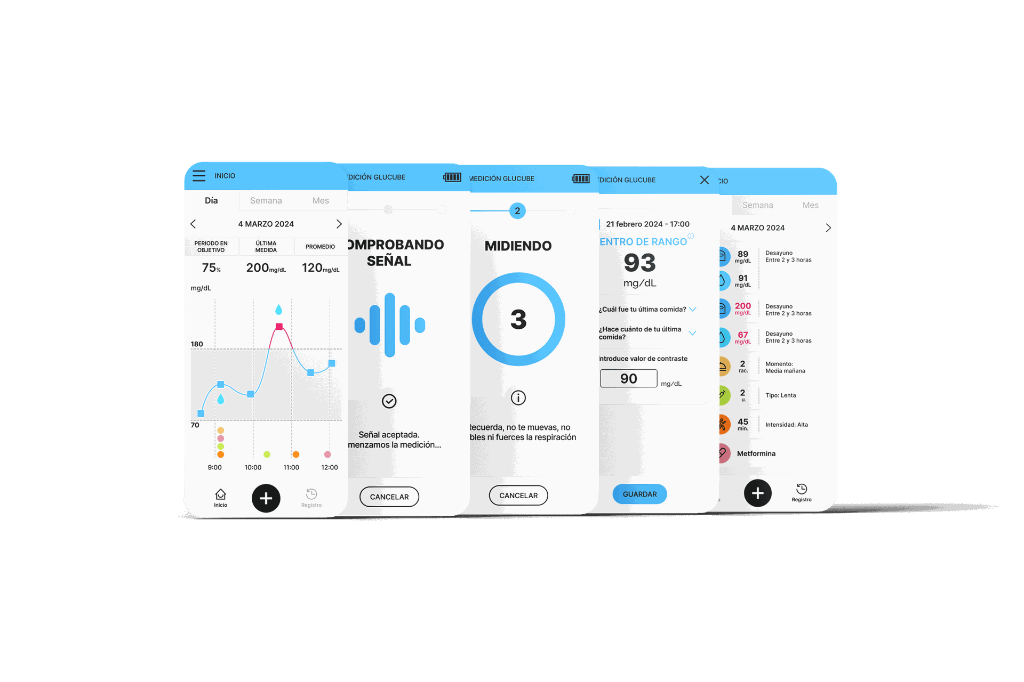 INICIO
Día Semana Mes
4 MARZO 2024
PERIODO EN OBJETIVO
ÚLTIMA MEDIDA
PROMEDIO
75%
200mg/dL
120mg/dL
mg/dL
180
70
9:00 10:00 11:00 12:00
Inicio
Registro
EDICIÓN GLUCUBE
OMPROBANDO
SEÑAL
Señal aceptada.
menzamos la medición...
CANCELAR
MEDICIÓN GLUCUBE
2
MIDIENDO
3
ecuerda, no te muevas, no
bles ni fuerces la respiración
CANCELAR
EDICIÓN GLUCUBE
21 febrero 2024 - 17:00
ENTRO DE RANGO
93
mg/dL
¿Cuál fue tu última comida?
¿Hace cuánto de tu última
comida?
ntroduce valor de contraste
90 mg/dL
GUARDAR
CIO
Semana Mes
4 MARZO 2024
89
mg/dL
Desayuno
Entre 2 y 3 horas
91
mg/dL
200
mg/dL
Desayuno
Entre 2 y 3 horas
67
mg/dL
Desayuno
Entre 2 y 3 horas
2
rac.
Momento:
Media mañana
2
Tipo: Lenta
45
min.
Intensidad: Alta
Metformina
Registro